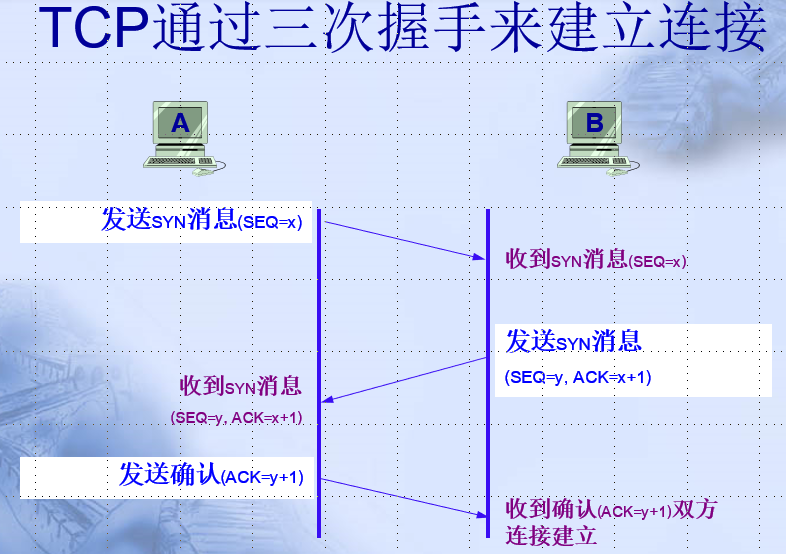 TCP通过三次握手来建立连接
A
B
发送SYN消息(SEQ=x)
收到SYN消息(SEQ=x)
发送SYN消息
(SEQ=y, ACK=x+1)
收到SYN消息
(SEQ=y, ACK=x+1)
发送确认(ACK=y+1)
收到确认(ACK=y+1)双方
连接建立